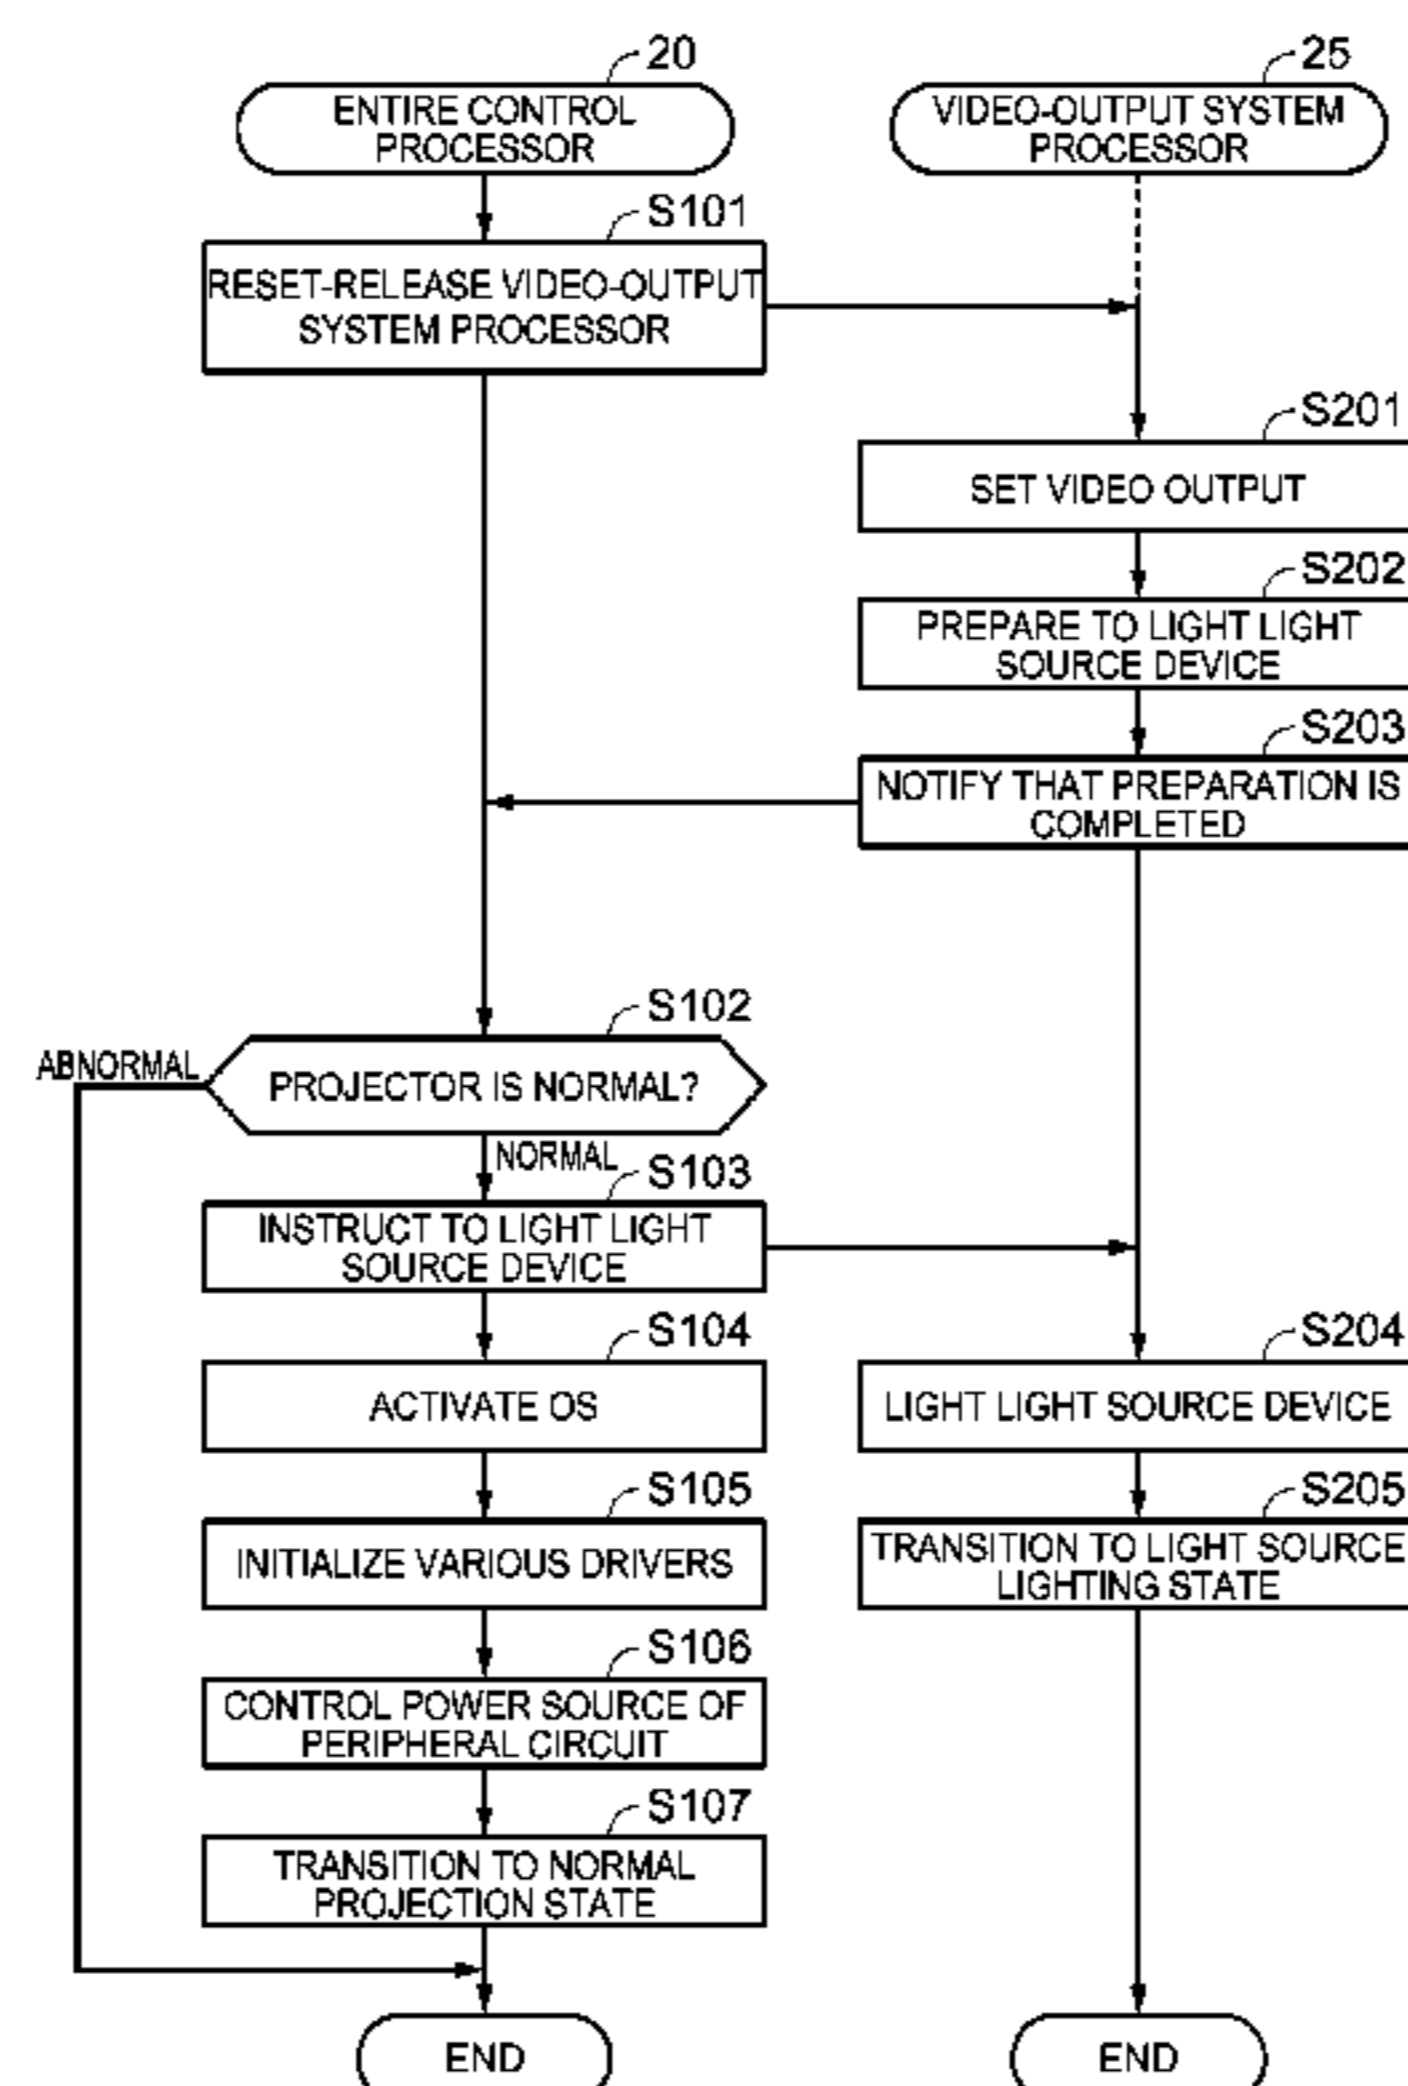 20
ENTIRE CONTROL
PROCESSOR
25
VIDEO-OUTPUT SYSTEM
PROCESSOR
S101
RESET-RELEASE VIDEO-OUTPUT
SYSTEM PROCESSOR
S201
SET VIDEO OUTPUT
S202
PREPARE TO LIGHT LIGHT
SOURCE DEVICE
S203
NOTIFY THAT PREPARATION IS
COMPLETED
S102
ABNORMAL
PROJECTOR IS NORMAL?
NORMAL
S103
INSTRUCT TO LIGHT LIGHT
SOURCE DEVICE
S104
ACTIVATE OS
S204
LIGHT LIGHT SOURCE DEVICE
S105
INITIALIZE VARIOUS DRIVERS
S205
TRANSITION TO LIGHT SOURCE
LIGHTING STATE
S106
CONTROL POWER SOURCE OF
PERIPHERAL CIRCUIT
S107
TRANSITION TO NORMAL
PROJECTION STATE
END
END